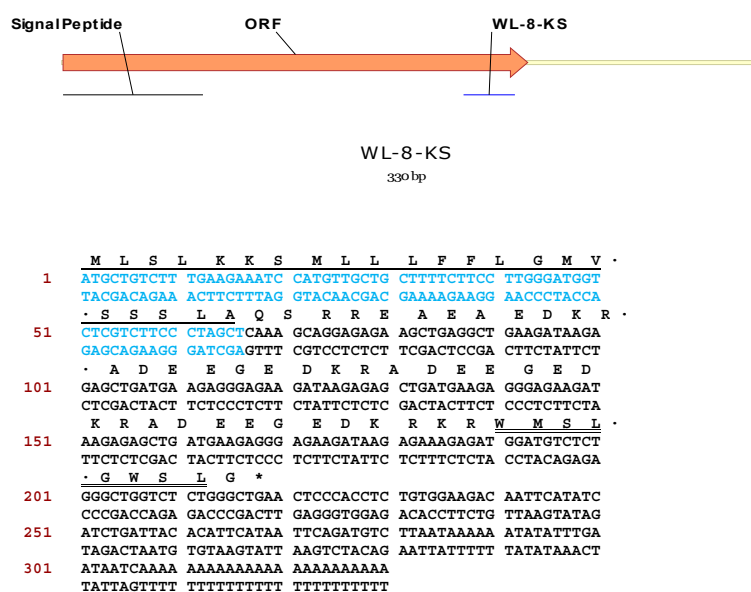 Signal Peptide ORF WL-8-KS
WL-8-KS
330 bp
M L S L K K S M L L L F F L G M V ·
1 ATGCTGTCTT TGAAGAAATC CATGTTGCTG CTTTTCTTCC TTGGGATGGT
TACGACAGAA ACTTCTTTAG GTACAACGAC GAAAAGAAGG AACCCTACCA
· S S S L A Q S R R E A E A E D K R ·
51 CTCGTCTTCC CTAGCTCAAA GCAGGAGAGA AGCTGAGGCT GAAGATAAGA
GAGCAGAAGG GATCGAGTTT CGTCCTCTCT TCGACTCCGA CTTCTATTCT
· A D E E G E D K R A D E E G E D
101 GAGCTGATGA AGAGGGAGAA GATAAGAGAG CTGATGAAGA GGGAGAAGAT
CTCGACTACT TCTCCCTCTT CTATTCTCTC GACTACTTCT CCCTCTTCTA
K R A D E E G E D K R K R W M S L ·
151 AAGAGAGCTG ATGAAGAGGG AGAAGATAAG AGAAAGAGAT GGATGTCTCT
TTCTCTCGAC TACTTCTCCC TCTTCTATTC TCTTTCTCTA CCTACAGAGA
· G W S L G *
201 GGGCTGGTCT CTGGGCTGAA CTCCCACCTC TGTGGAAGAC AATTCATATC
CCCGACCAGA GACCCGACTT GAGGGTGGAG ACACCTTCTG TTAAGTATAG
251 ATCTGATTAC ACATTCATAA TTCAGATGTC TTAATAAAAA ATATATTTGA
TAGACTAATG TGTAAGTATT AAGTCTACAG AATTATTTTT TATATAAACT
301 ATAATCAAAA AAAAAAAAAA AAAAAAAAAA
TATTAGTTTT TTTTTTTTTT TTTTTTTTTT